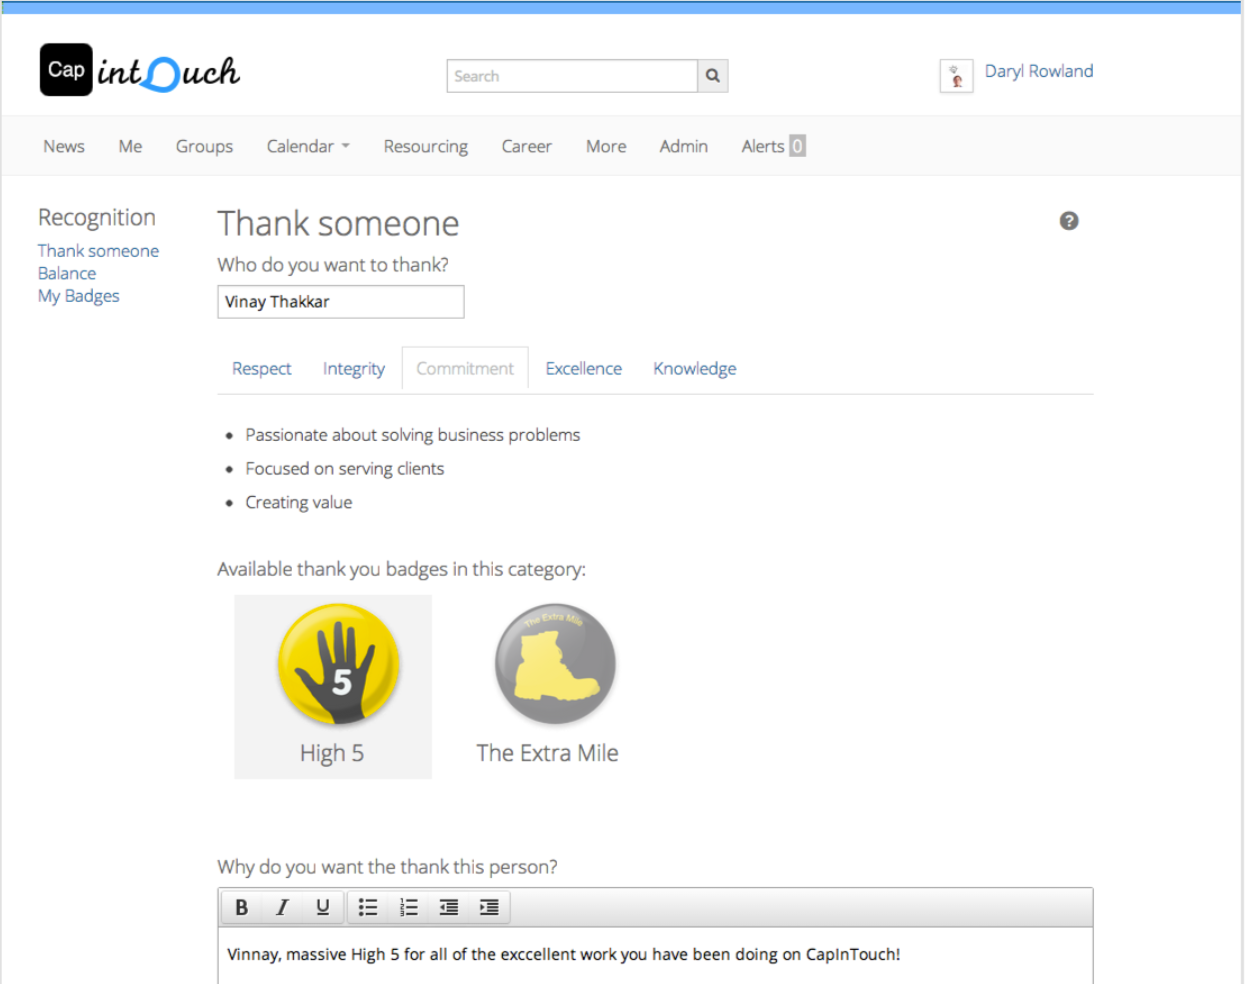 Cap intouch
Search
Daryl Rowland
News Me Groups Calendar Resourcing Career More Admin Alerts 0
Recognition
Thank someone
Balance
My Badges
Thank someone
?
Who do you want to thank?
Vinay Thakkar
Respect Integrity Commitment Excellence Knowledge
• Passionate about solving business problems
• Focused on serving clients
• Creating value
Available thank you badges in this category:
5
High 5
The Extra Mile
The Extra Mile
Why do you want the thank this person?
B I U
Vinnay, massive High 5 for all of the exccellent work you have been doing on CapInTouch!